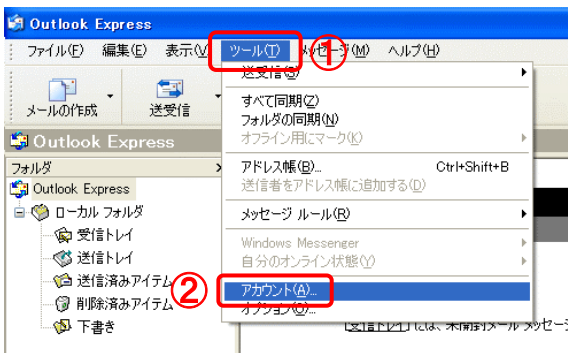 Outlook Express
ファイル(F) 編集(E) 表示(V) ツール(T) メッセージ(M) ヘルプ(H)
①
メールの作成 送受信
Outlook Express
フォルダ
Outlook Express
ローカル フォルダ
受信トレイ
送信トレイ
送信済みアイテム
削除済みアイテム
下書き
送受信(S)
すべて同期(Z)
フォルダの同期(N)
オフライン用にマーク(K)
アドレス帳(B)... Ctrl+Shift+B
送信者をアドレス帳に追加する(D)
メッセージ ルール(R)
Windows Messenger
自分のオンライン状態(Y)
② アカウント(A)...
オプション(O)...
[受信トレイ] には、未開封メール メッセージ